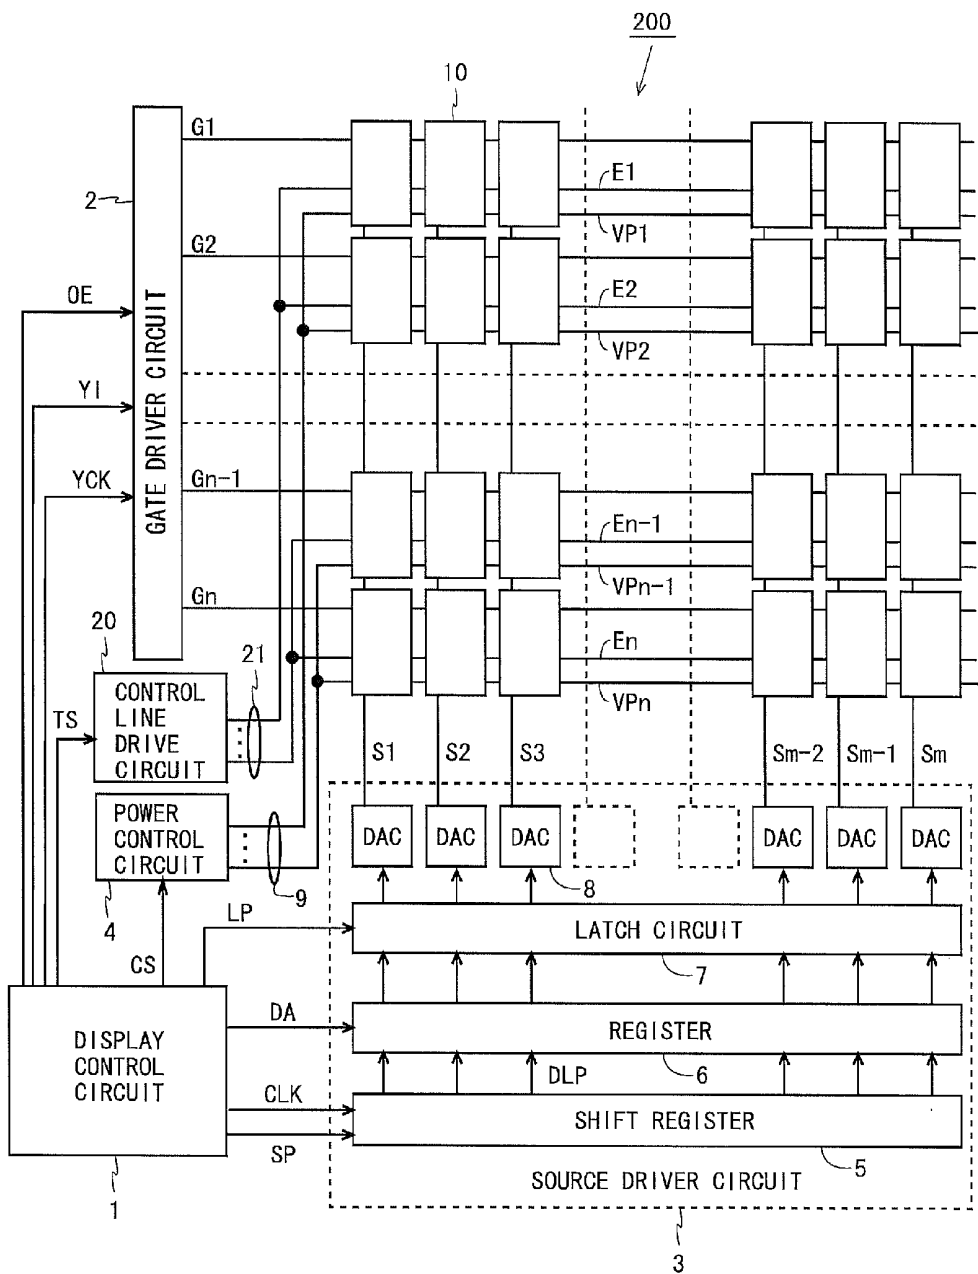 200
10
G1
E1
VP1
2
G2
E2
VP2
OE
YI
YCK
GATE DRIVER CIRCUIT
Gn-1
En-1
VPn-1
Gn
En
VPn
20
21
TS
CONTROL
LINE
DRIVE
CIRCUIT
S1
S2
S3
Sm-2
Sm-1
Sm
POWER
CONTROL
CIRCUIT
DAC
DAC
DAC
DAC
DAC
DAC
8
9
4
LP
CS
LATCH CIRCUIT
7
DISPLAY
CONTROL
CIRCUIT
DA
REGISTER
6
DLP
CLK
SP
SHIFT REGISTER
5
SOURCE DRIVER CIRCUIT
1
3